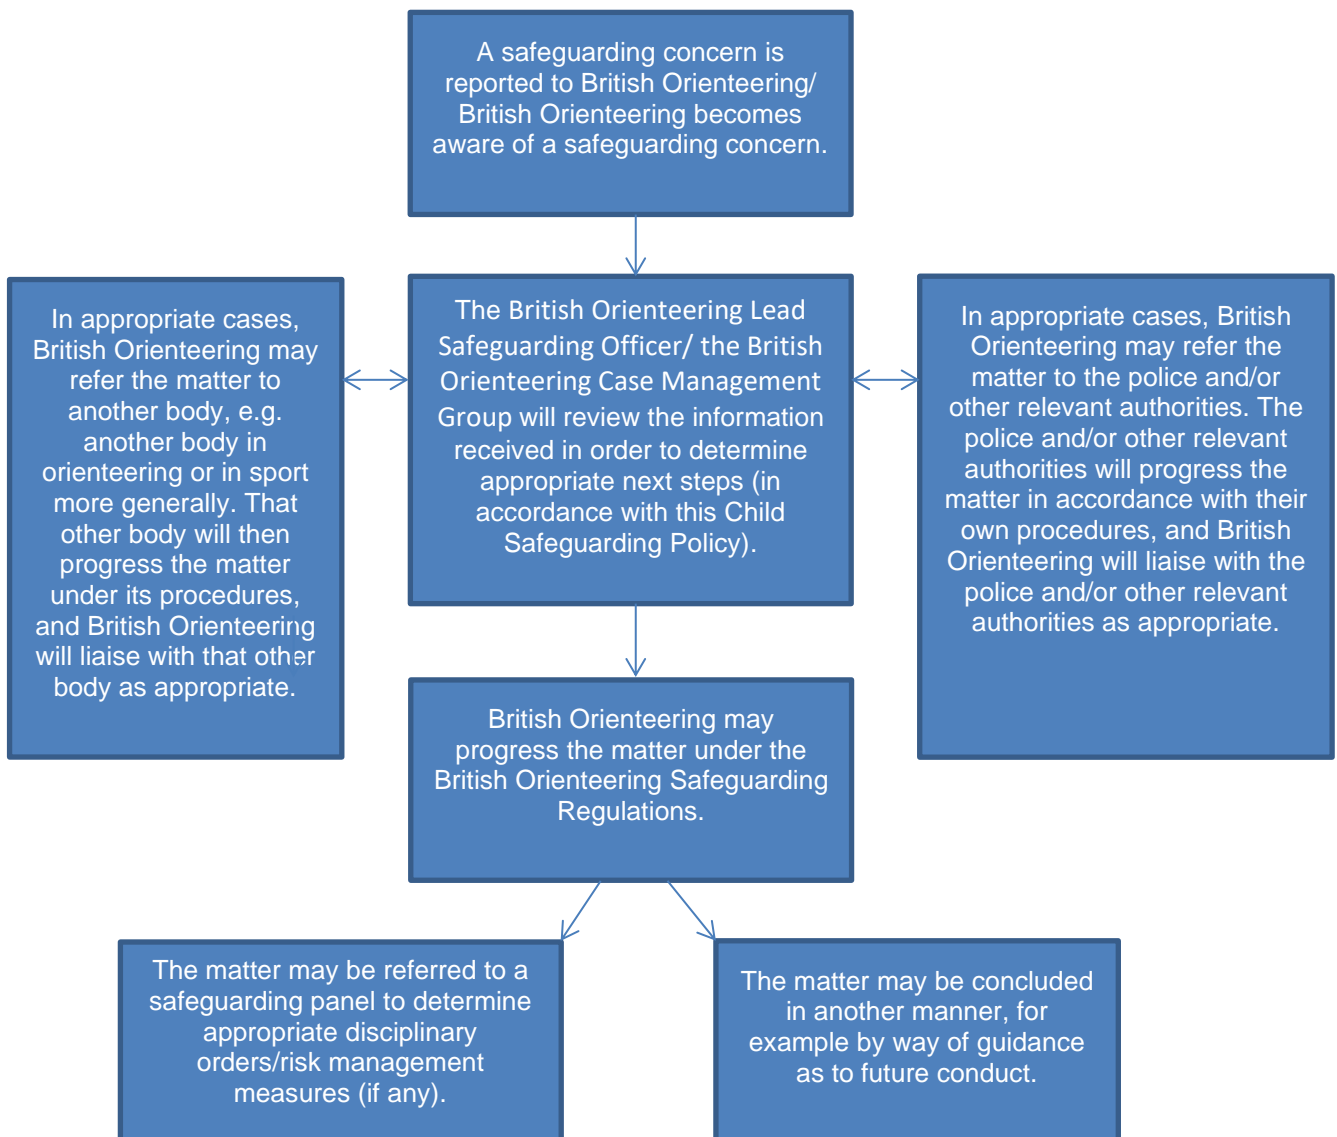 A safeguarding concern is
reported to British Orienteering/
British Orienteering becomes
aware of a safeguarding concern.
In appropriate cases,
British Orienteering may
refer the matter to
another body, e.g.
another body in
orienteering or in sport
more generally. That
other body will then
progress the matter
under its procedures,
and British Orienteering
will liaise with that other
body as appropriate.
The British Orienteering Lead
Safeguarding Officer/ the British
Orienteering Case Management
Group will review the information
received in order to determine
appropriate next steps (in
accordance with this Child
Safeguarding Policy).
In appropriate cases, British
Orienteering may refer the
matter to the police and/or
other relevant authorities. The
police and/or other relevant
authorities will progress the
matter in accordance with their
own procedures, and British
Orienteering will liaise with the
police and/or other relevant
authorities as appropriate.
British Orienteering may
progress the matter under the
British Orienteering Safeguarding
Regulations.
The matter may be referred to a
safeguarding panel to determine
appropriate disciplinary
orders/risk management
measures (if any).
The matter may be concluded
in another manner, for
example by way of guidance
as to future conduct.